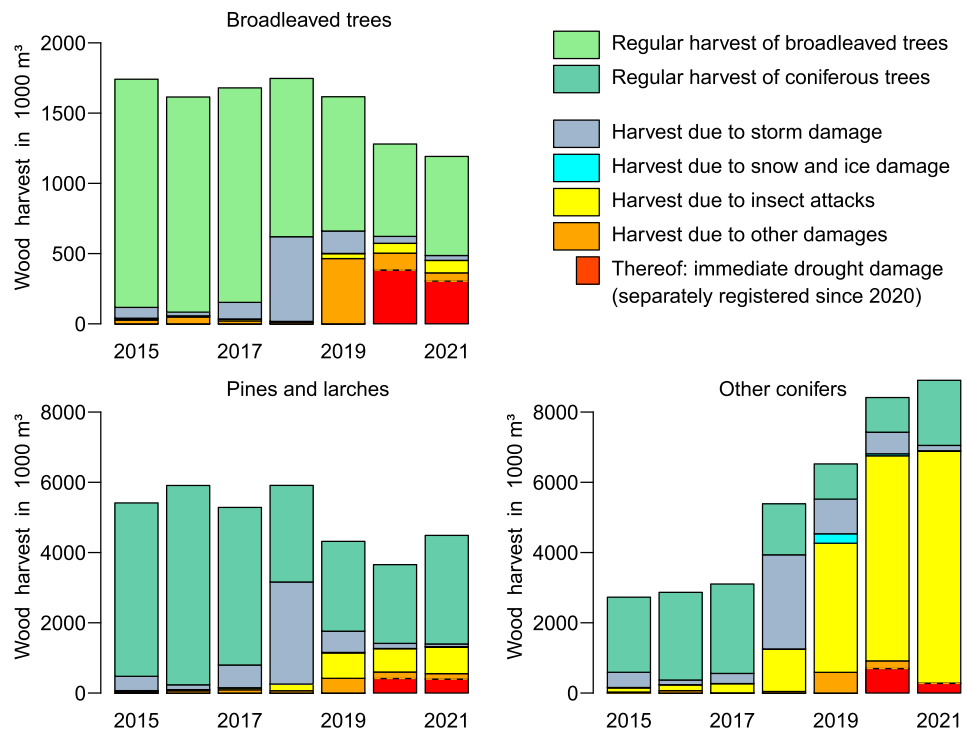 Broadleaved trees
Wood harvest in 1000 m³
2000
1500
1000
500
0
2015
2017
2019
2021
Regular harvest of broadleaved trees
Regular harvest of coniferous trees
Harvest due to storm damage
Harvest due to snow and ice damage
Harvest due to insect attacks
Harvest due to other damages
Thereof: immediate drought damage
(separately registered since 2020)
Pines and larches
Wood harvest in 1000 m³
8000
6000
4000
2000
0
2015
2017
2019
2021
Other conifers
Wood harvest in 1000 m³
8000
6000
4000
2000
0
2015
2017
2019
2021